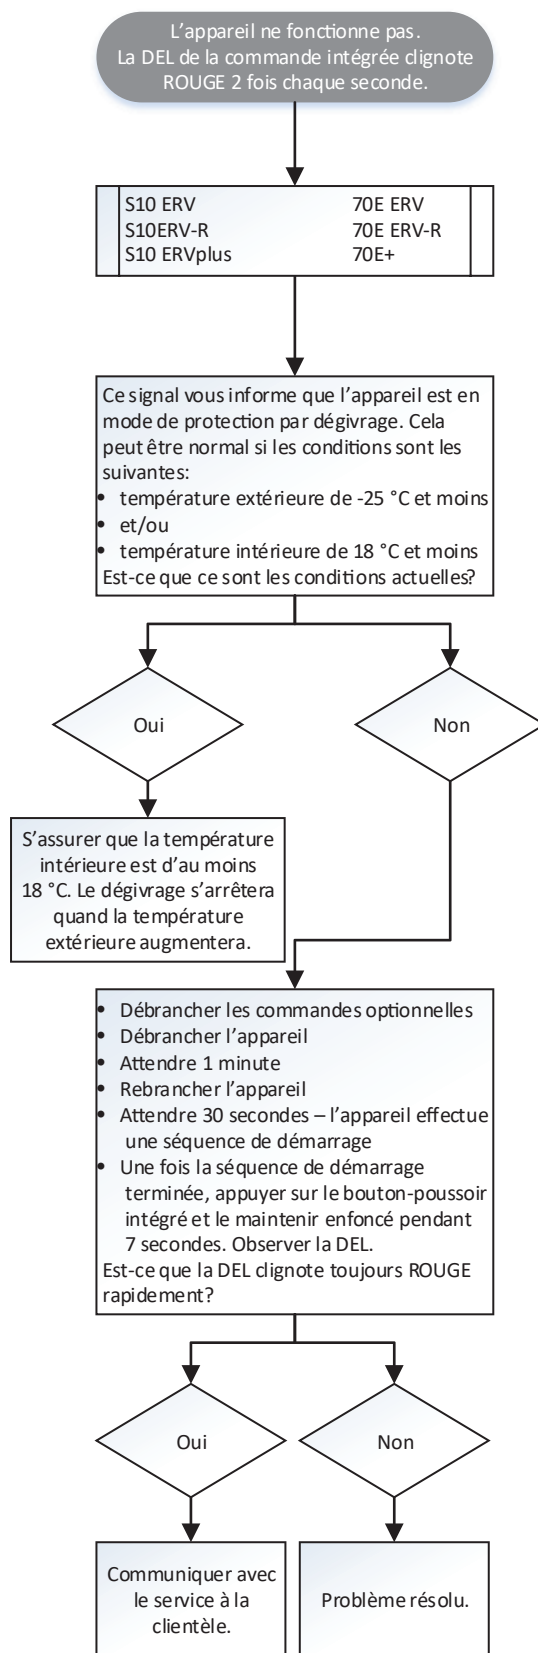 L'appareil ne fonctionne pas.
La DEL de la commande intégrée clignote
ROUGE 2 fois chaque seconde.
S10 ERV 70E ERV
S10ERV-R 70E ERV-R
S10 ERVplus 70E+
Ce signal vous informe que l'appareil est en
mode de protection par dégivrage. Cela
peut être normal si les conditions sont les
suivantes:
• température extérieure de -25 °C et moins
• et/ou
• température intérieure de 18 °C et moins
Est-ce que ce sont les conditions actuelles?
Oui
Non
S'assurer que la température
intérieure est d'au moins
18 °C. Le dégivrage s'arrêtera
quand la température
extérieure augmentera.
• Débrancher les commandes optionnelles
• Débrancher l'appareil
• Attendre 1 minute
• Rebrancher l'appareil
• Attendre 30 secondes – l'appareil effectue
une séquence de démarrage
• Une fois la séquence de démarrage
terminée, appuyer sur le bouton-poussoir
intégré et le maintenir enfoncé pendant
7 secondes. Observer la DEL.
Est-ce que la DEL clignote toujours ROUGE
rapidement?
Oui
Non
Communiquer avec
le service à la
clientèle.
Problème résolu.